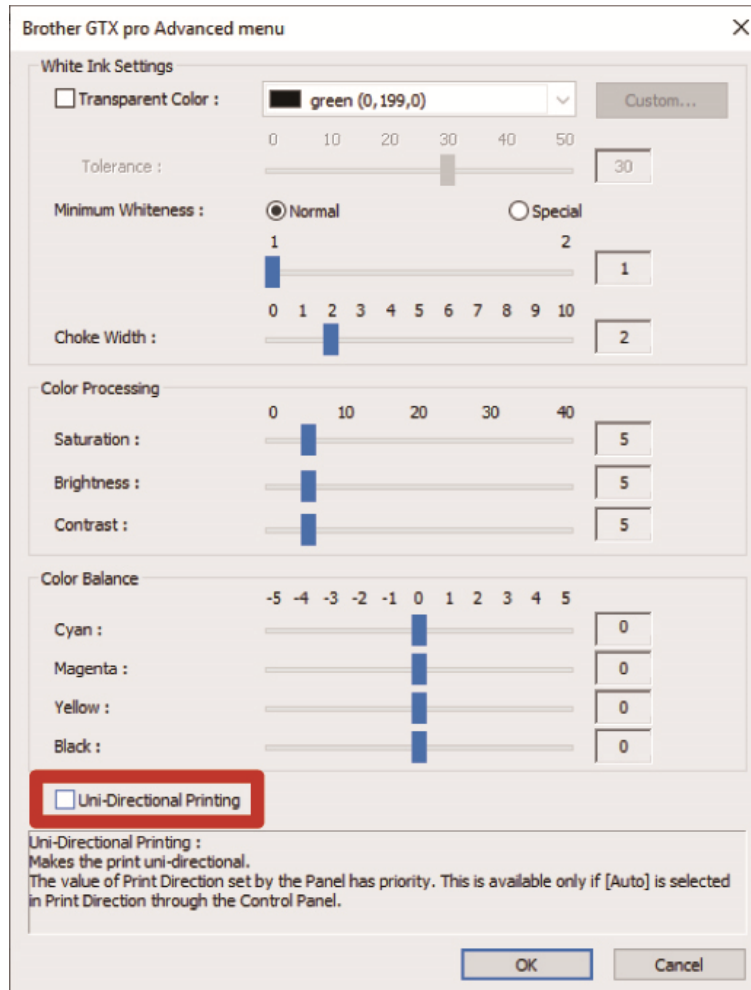 Brother GTX pro Advanced menu
White Ink Settings
Transparent Color :
green (0,199,0)
Custom...
0 10 20 30 40 50
Tolerance :
30
Minimum Whiteness :
Normal
Special
1 2
1
0 1 2 3 4 5 6 7 8 9 10
Choke Width :
2
Color Processing
0 10 20 30 40
Saturation :
5
Brightness :
5
Contrast :
5
Color Balance
-5 -4 -3 -2 -1 0 1 2 3 4 5
Cyan :
0
Magenta :
0
Yellow :
0
Black :
0
Uni-Directional Printing
Uni-Directional Printing :
Makes the print uni-directional.
The value of Print Direction set by the Panel has priority. This is available only if [Auto] is selected
in Print Direction through the Control Panel.
OK
Cancel